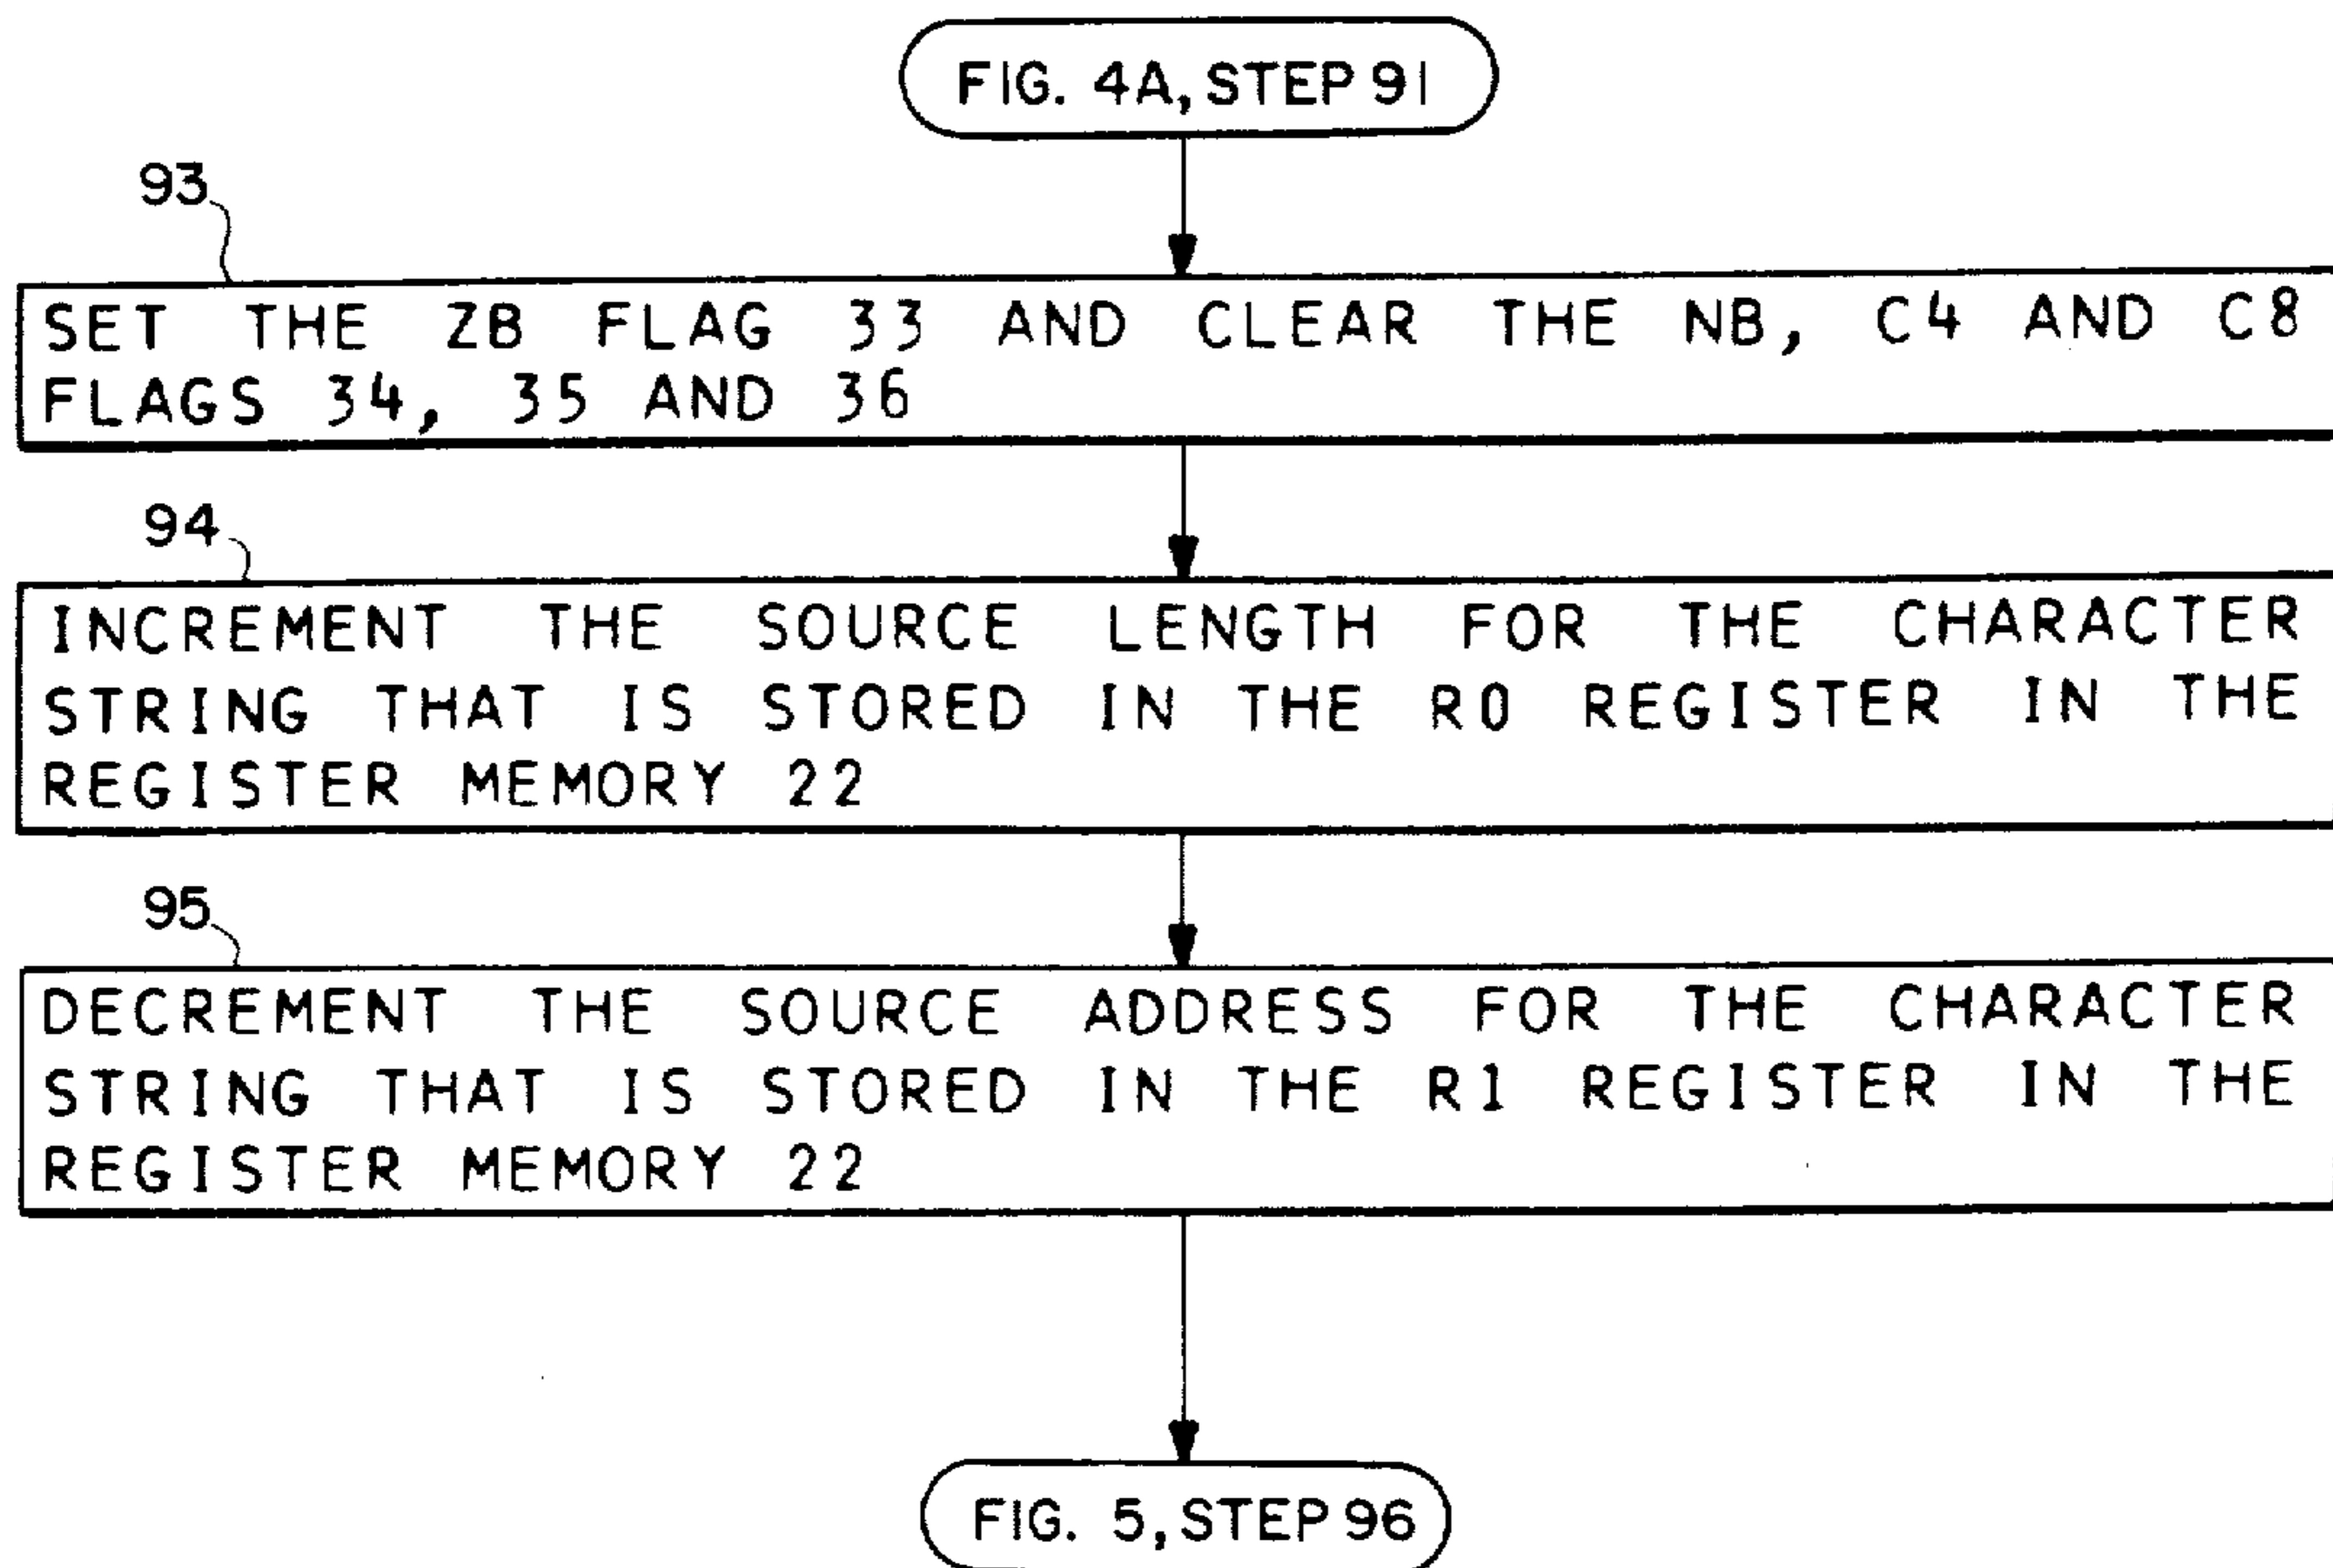 FIG. 4A, STEP 91
93
SET THE ZB FLAG 33 AND CLEAR THE NB, C4 AND C8
FLAGS 34, 35 AND 36
94
INCREMENT THE SOURCE LENGTH FOR THE CHARACTER
STRING THAT IS STORED IN THE R0 REGISTER IN THE
REGISTER MEMORY 22
95
DECREMENT THE SOURCE ADDRESS FOR THE CHARACTER
STRING THAT IS STORED IN THE R1 REGISTER IN THE
REGISTER MEMORY 22
FIG. 5, STEP 96